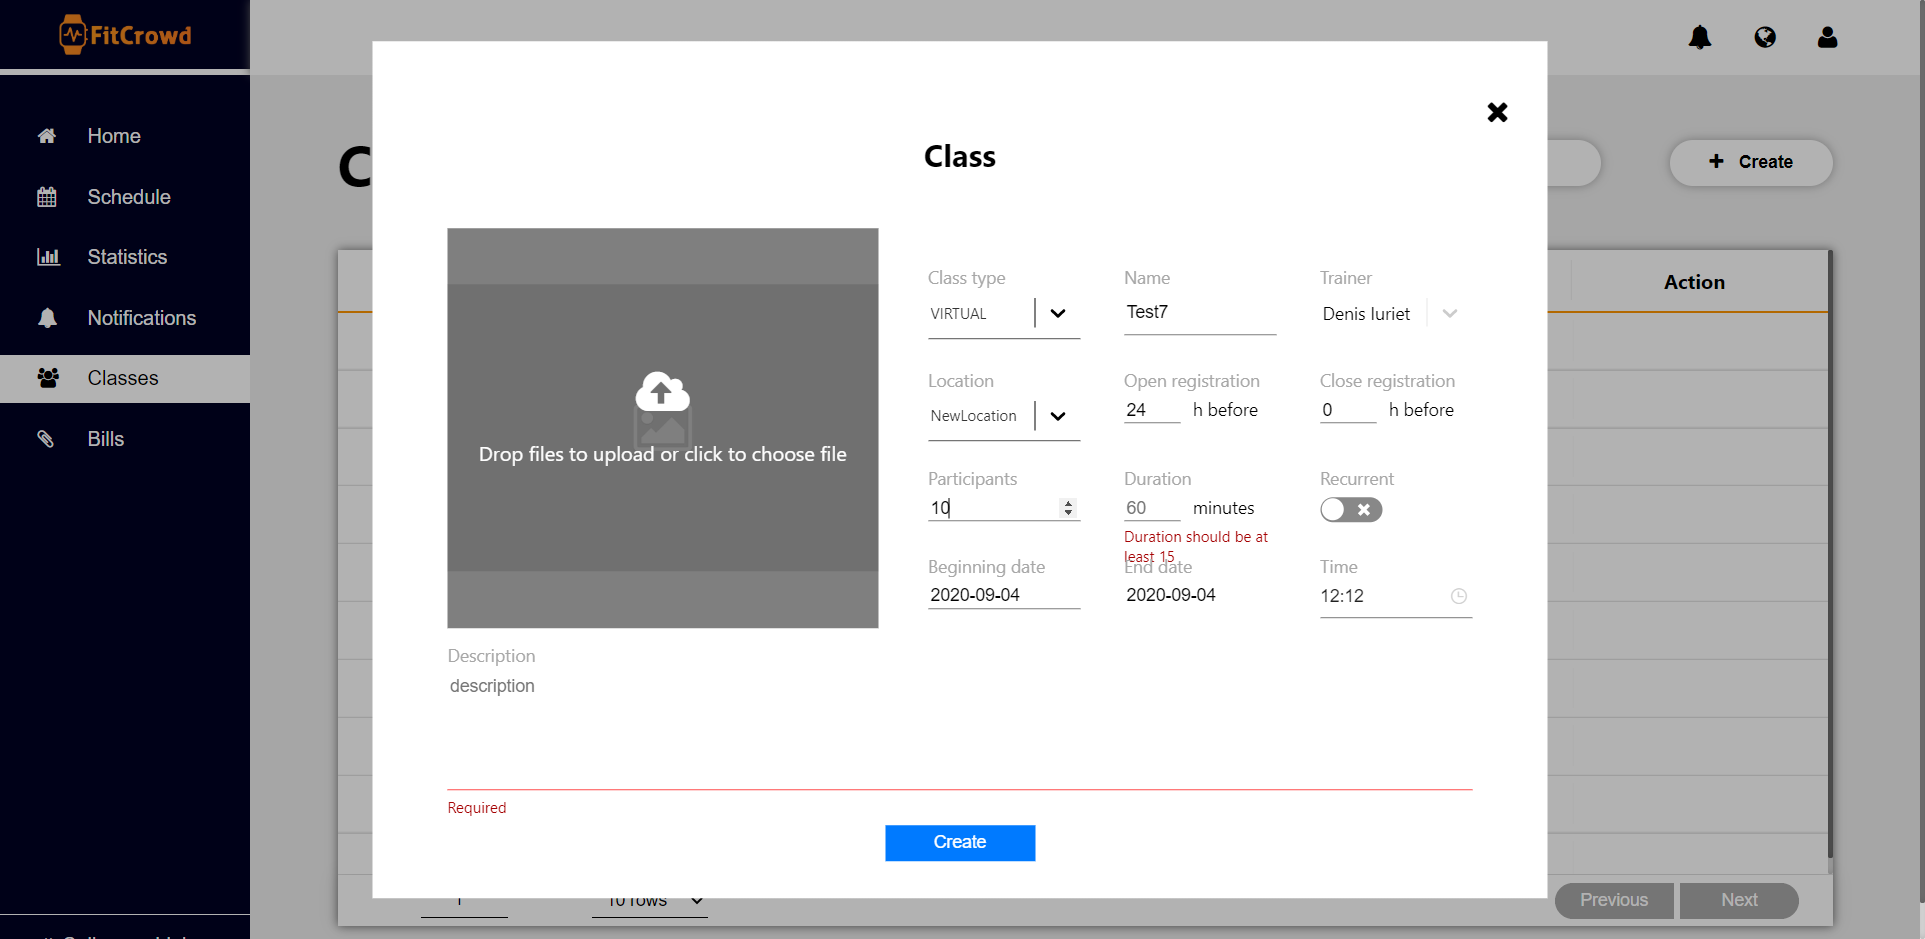 FitCrowd
Home
Schedule
Statistics
Notifications
Classes
Bills
C
Create
Action
Class
Drop files to upload or click to choose file
Class type
VIRTUAL
Name
Test7
Trainer
Denis Iuriet
Location
NewLocation
Open registration
24 h before
Close registration
0 h before
Participants
10
Duration
60 minutes
Duration should be at
least 15
Recurrent
Beginning date
2020-09-04
End date
2020-09-04
Time
12:12
Description
description
Required
Create
1
10 rows
Previous
Next